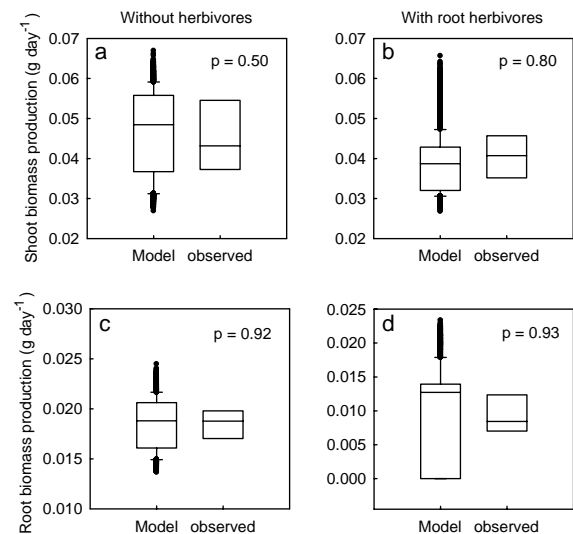 Without herbivores
With root herbivores
Shoot biomass production (g day⁻¹ )
0.07
0.06
0.05
0.04
0.03
0.02
a
p = 0.50
Model observed
0.07
0.06
0.05
0.04
0.03
0.02
b
p = 0.80
Model observed
Root biomass production (g day⁻¹ )
0.030
0.025
0.020
0.015
0.010
c
p = 0.92
Model observed
0.025
0.020
0.015
0.010
0.005
0.000
d
p = 0.93
Model observed